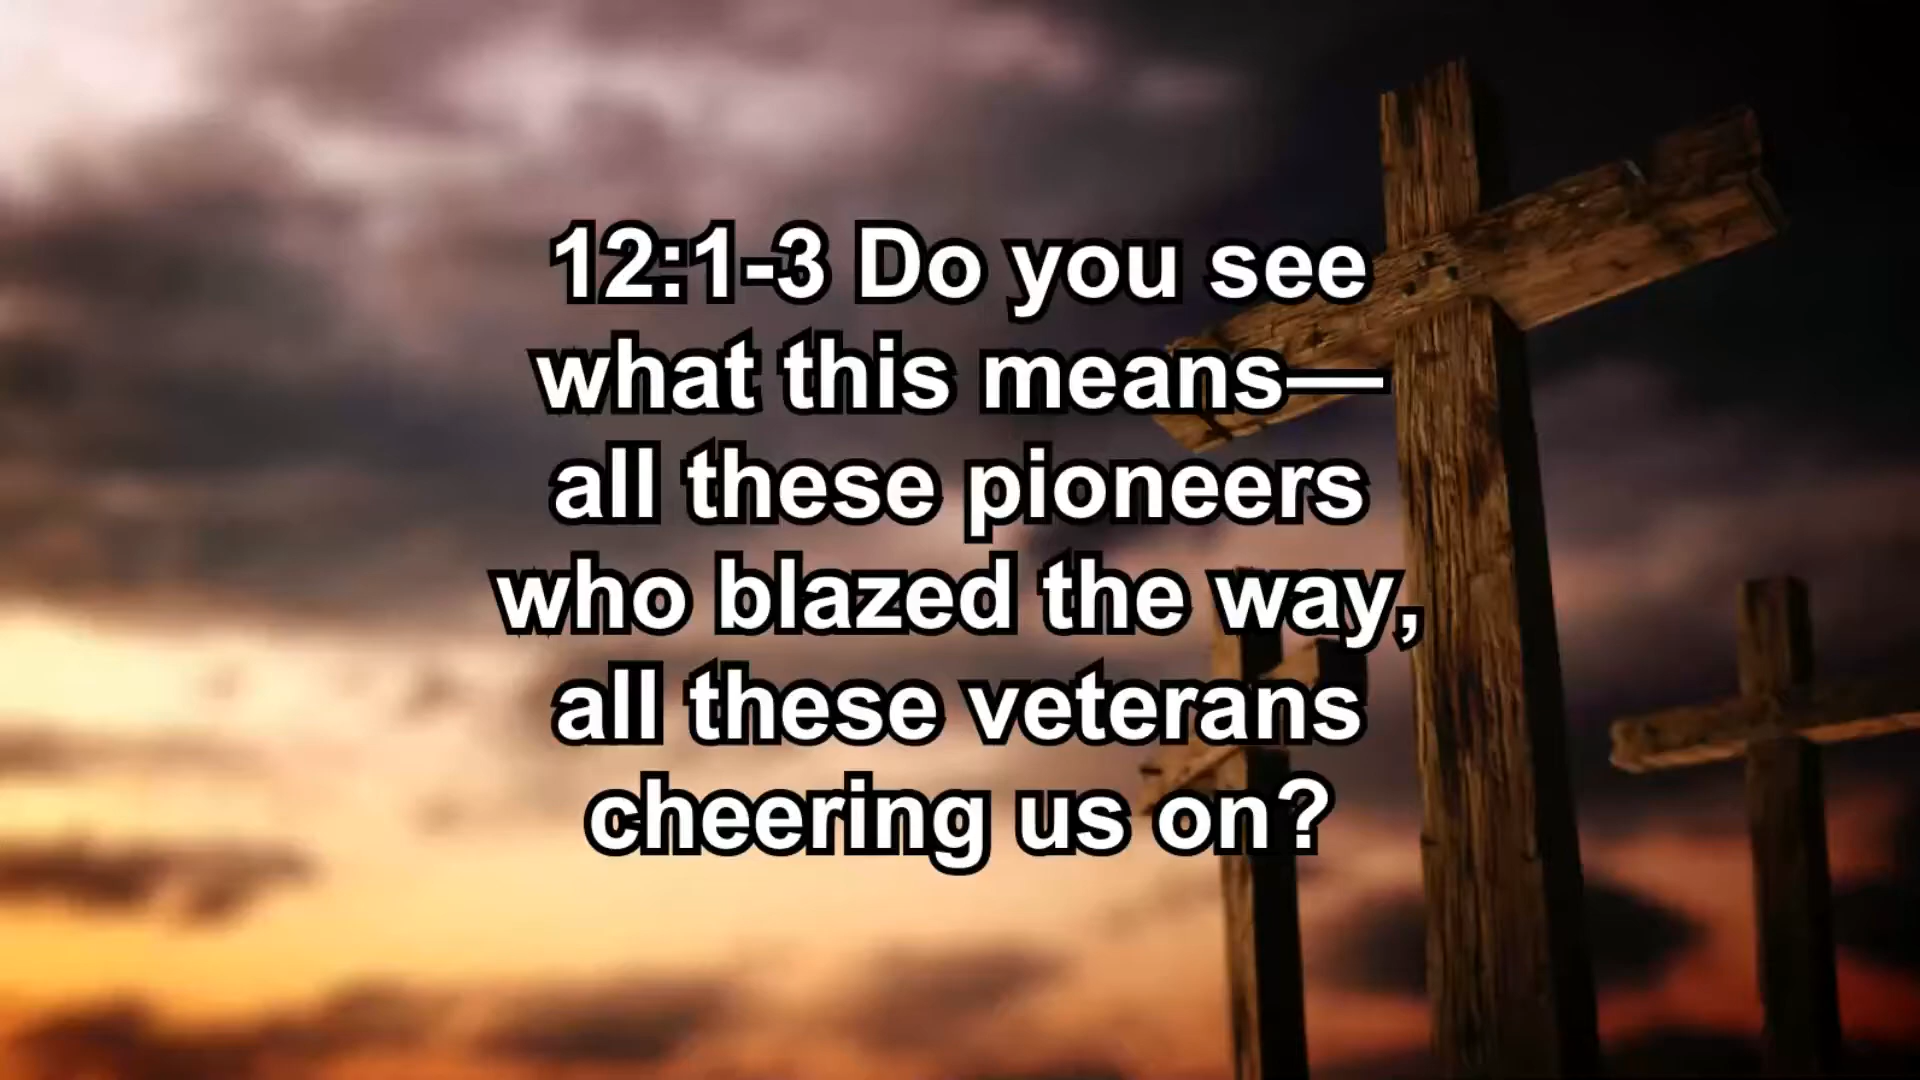 12:1-3 Do you see
what this means—
all these pioneers
who blazed the way,
all these veterans
cheering us on?